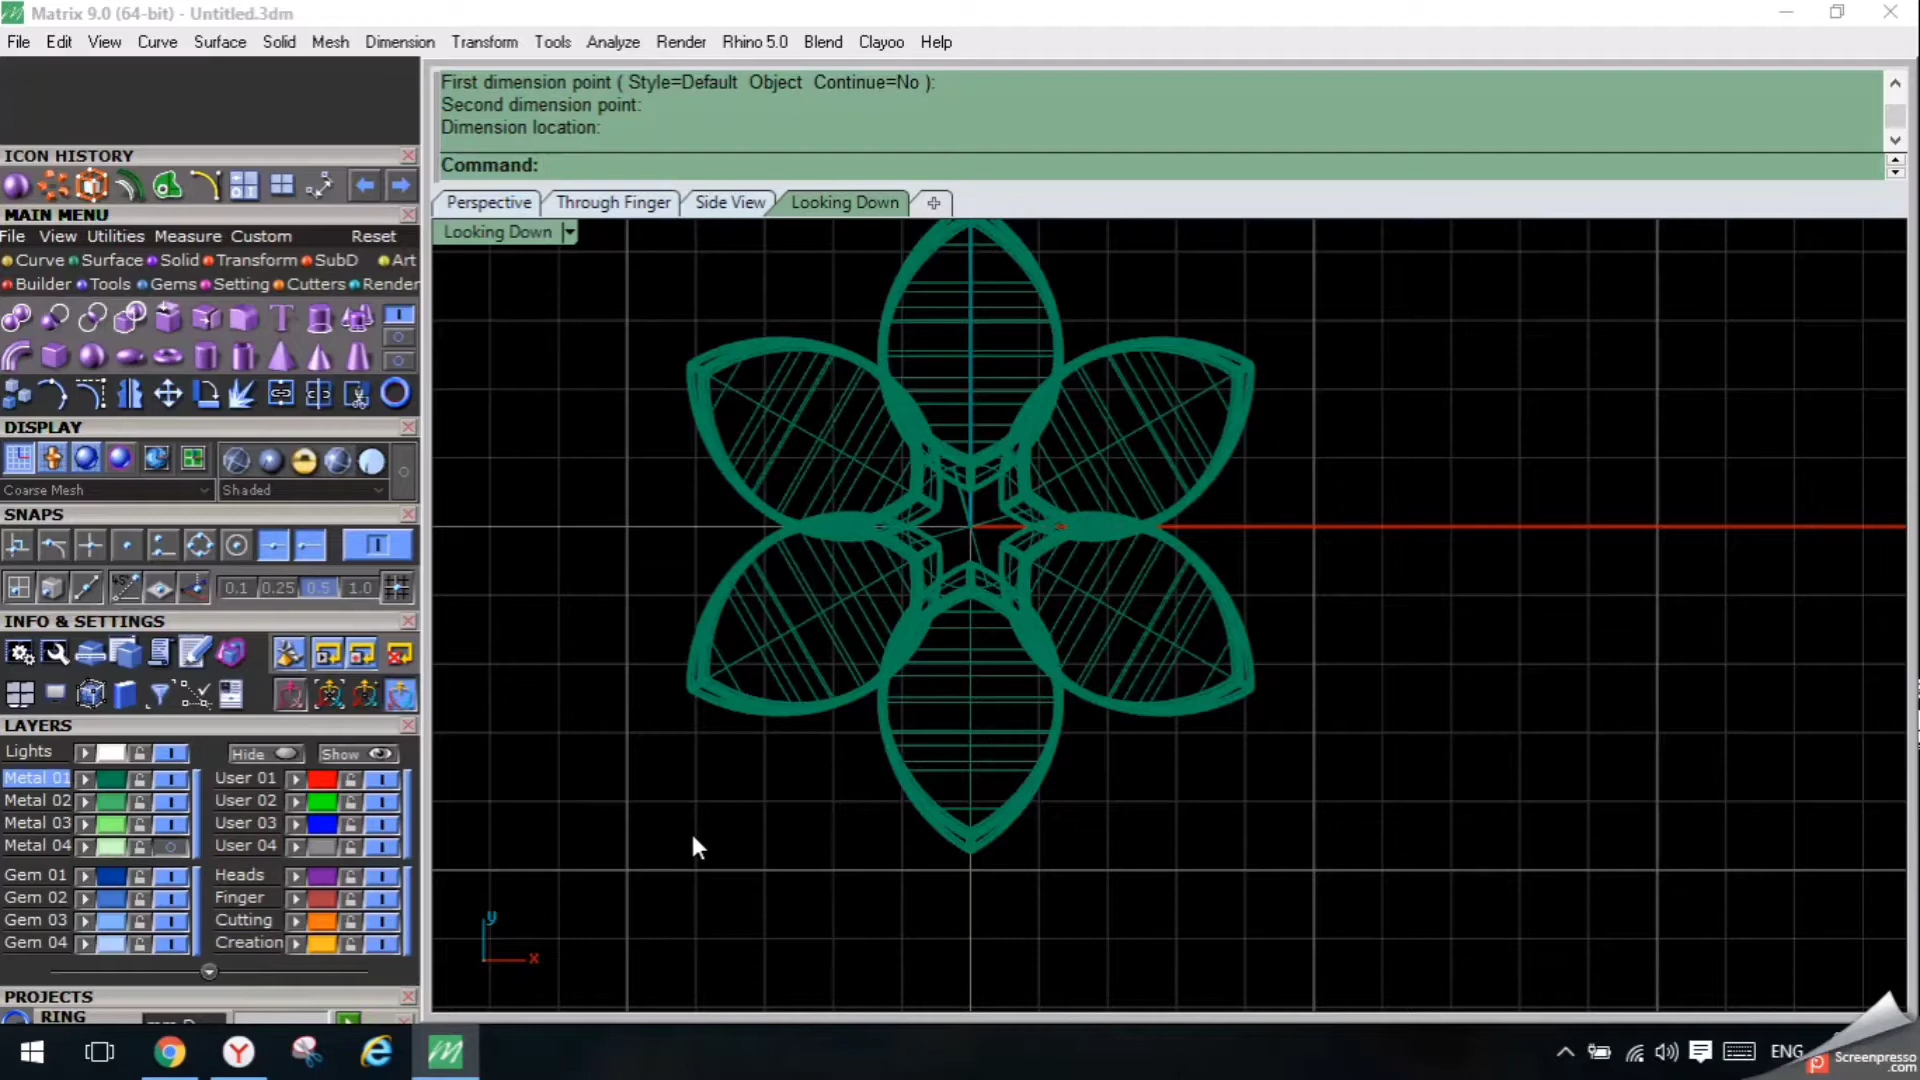 Matrix 9.0 (64-bit) - Untitled.3dm
File Edit View Curve Surface Solid Mesh Dimension Transform Tools Analyze Render Rhino 5.0 Blend Clayoo Help
First dimension point ( Style=Default Object Continue=No ):
Second dimension point:
Dimension location:
Command:
Perspective Through Finger Side View Looking Down
Looking Down
ICON HISTORY
MAIN MENU
File View Utilities Measure Custom Reset
Curve Surface Solid Transform SubD Art
Builder Tools Gems Setting Cutters Render
DISPLAY
Coarse Mesh Shaded
SNAPS
45°
0.1 0.25 0.5 1.0
INFO & SETTINGS
LAYERS
Lights Hide Show
Metal 01 User 01
Metal 02 User 02
Metal 03 User 03
Metal 04 User 04
Gem 01 Heads
Gem 02 Finger
Gem 03 Cutting
Gem 04 Creation
y
x
PROJECTS
RING
ENG
Screenpresso
.com